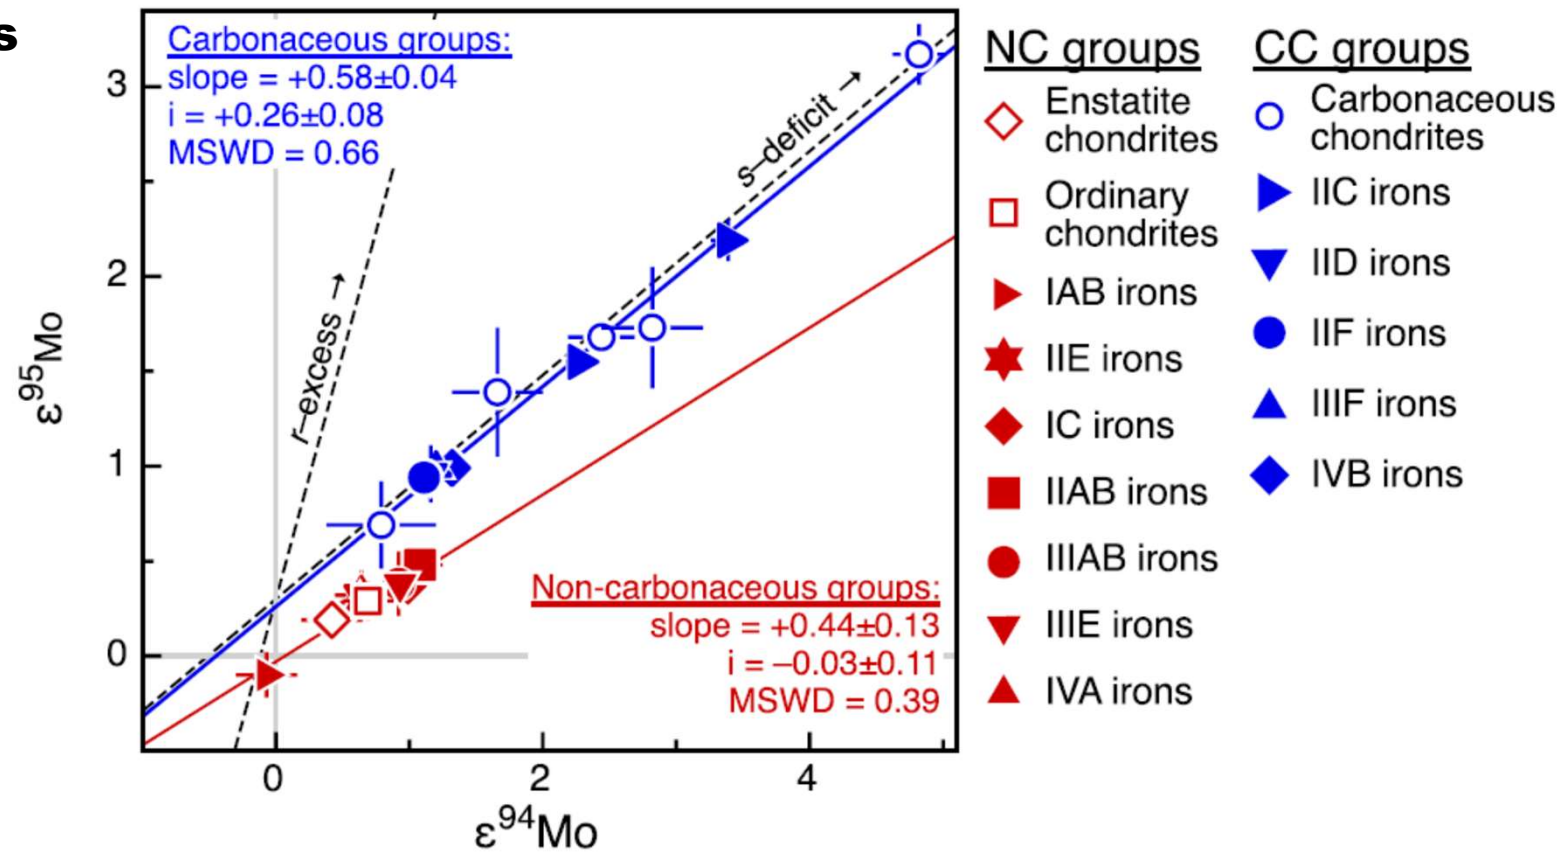 s
Carbonaceous groups:
slope = +0.58±0.04
i = +0.26±0.08
MSWD = 0.66
r–excess →
s–deficit →
Non-carbonaceous groups:
slope = +0.44±0.13
i = –0.03±0.11
MSWD = 0.39
3
2
1
0
ε95Mo
0
2
4
ε94Mo
NC groups
Enstatite
chondrites
Ordinary
chondrites
IAB irons
IIE irons
IC irons
IIAB irons
IIIAB irons
IIIE irons
IVA irons
CC groups
Carbonaceous
chondrites
IIC irons
IID irons
IIF irons
IIIF irons
IVB irons